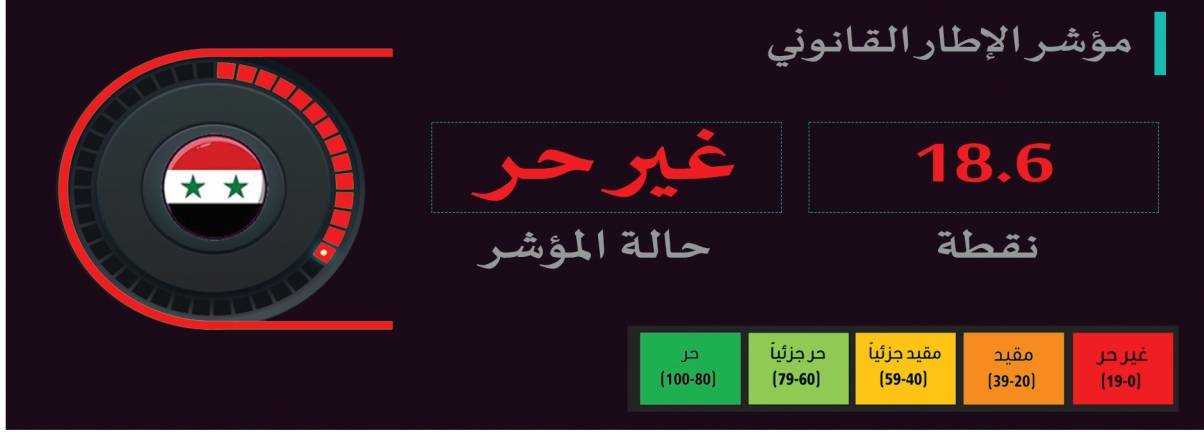 مؤشر الإطار القانوني
18.6
نقطة
غير حر
حالة المؤشر
غير حر
(19-0)
مقيد
(39-20)
مقيد جزئياً
(59-40)
حر جزئياً
(79-60)
حر
(100-80)